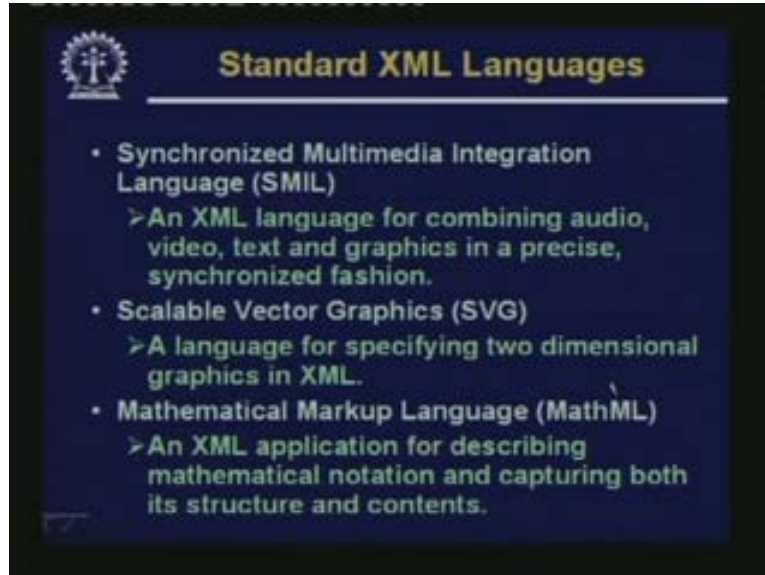 Standard XML Languages
• Synchronized Multimedia Integration
Language (SMIL)
➢An XML language for combining audio,
video, text and graphics in a precise,
synchronized fashion.
• Scalable Vector Graphics (SVG)
➢A language for specifying two dimensional
graphics in XML.
• Mathematical Markup Language (MathML)
➢An XML application for describing
mathematical notation and capturing both
its structure and contents.